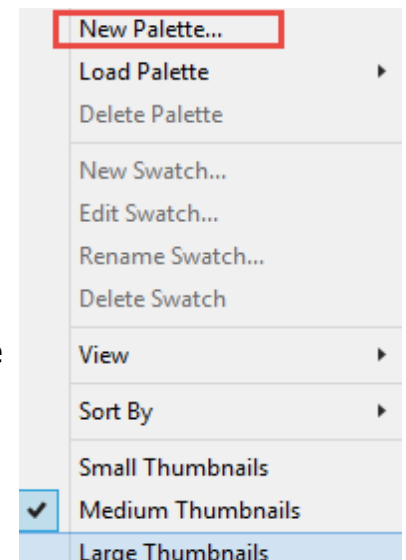 New Palette...
Load Palette
Delete Palette
New Swatch...
Edit Swatch...
Rename Swatch...
Delete Swatch
View
Sort By
Small Thumbnails
Medium Thumbnails
Large Thumbnails